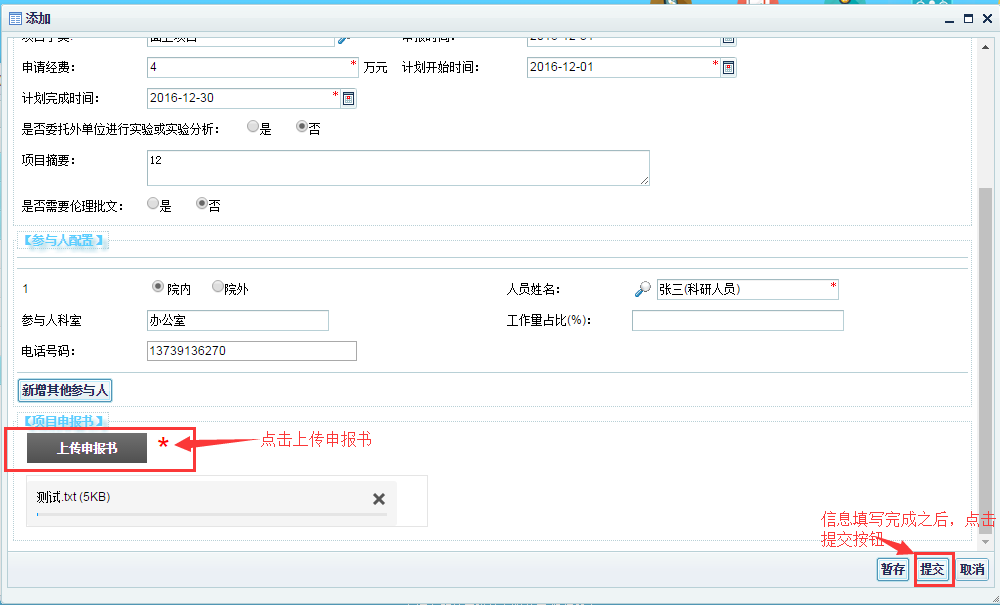 添加
申请经费： 4 * 万元 计划开始时间： 2016-12-01 *
计划完成时间： 2016-12-30 *
是否委托外单位进行实验或实验分析： 是 否
项目摘要： 12
是否需要伦理批文： 是 否
【参与人配置】
1 院内 院外 人员姓名： 张三(科研人员) *
参与人科室 办公室 工作量占比(%)：
电话号码： 13739136270
新增其他参与人
【项目申报书】
上传申报书 * 点击上传申报书
测试.txt (5KB)
信息填写完成之后，点击
提交按钮
暂存 提交 取消